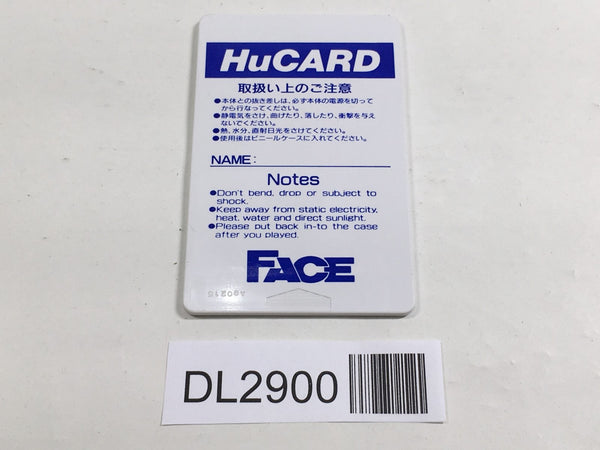 HuCARD
取扱い上のご注意
●本体との抜き差しは、必ず本体の電源を切って
から行なってください。
●静電気をさけ、曲げたり、落したり、衝撃を与え
ないでください。
●熱、水分、直射日光をさけてください。
●使用後はビニールケースに入れてください。
NAME:
Notes
●Don't bend, drop or subject to
shock.
●Keep away from static electricity,
heat, water and direct sunlight.
●Please put back in-to the case
after you played.
FACE
DL2900